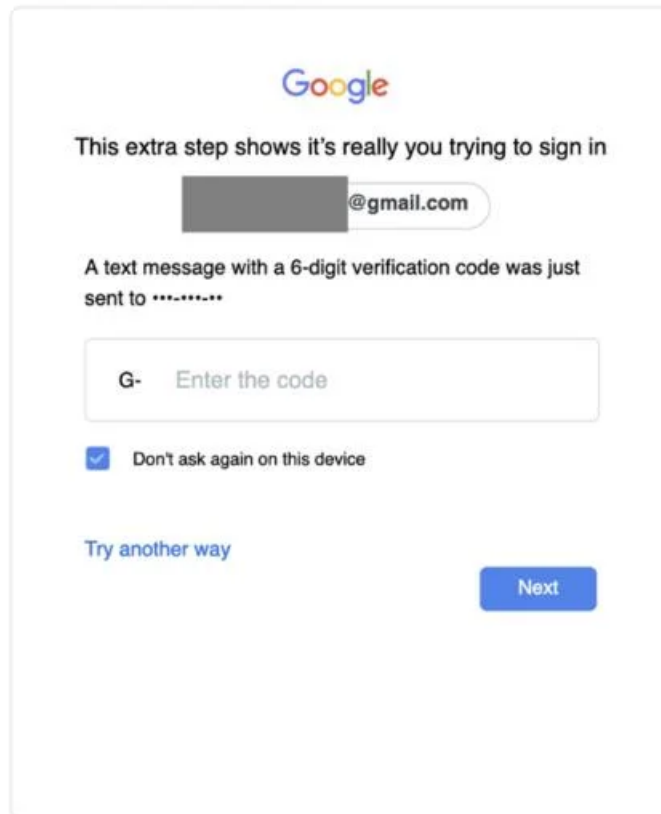 Google
This extra step shows it's really you trying to sign in
@gmail.com
A text message with a 6-digit verification code was just
sent to •••-•••-••
G- Enter the code
Don't ask again on this device
Try another way
Next